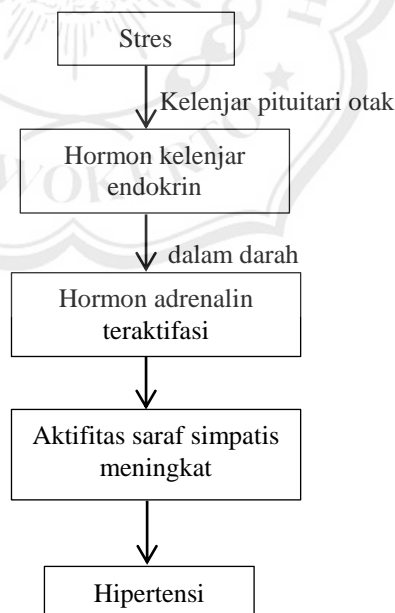 Stres
Kelenjar pituitari otak
Hormon kelenjar
endokrin
dalam darah
Hormon adrenalin
teraktifasi
Aktifitas saraf simpatis
meningkat
Hipertensi